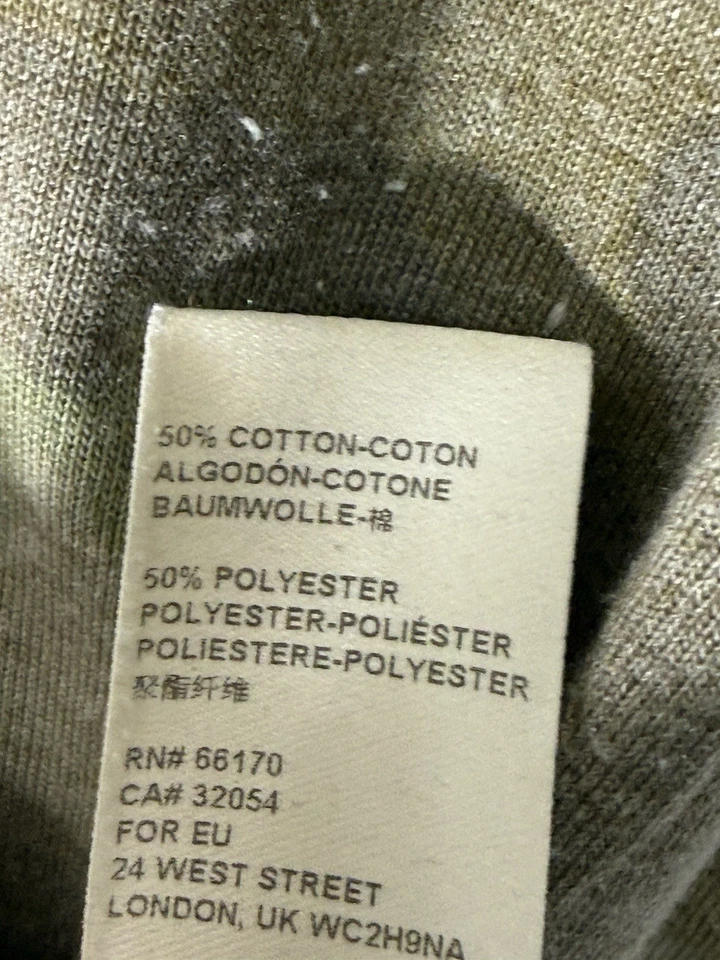 50% COTTON-COTON
ALGODÓN-COTONE
BAUMWOLLE-棉
50% POLYESTER
POLYESTER-POLIÉSTER
POLIESTERE-POLYESTER
聚酯纤维
RN# 66170
CA# 32054
FOR EU
24 WEST STREET
LONDON, UK WC2H9NA